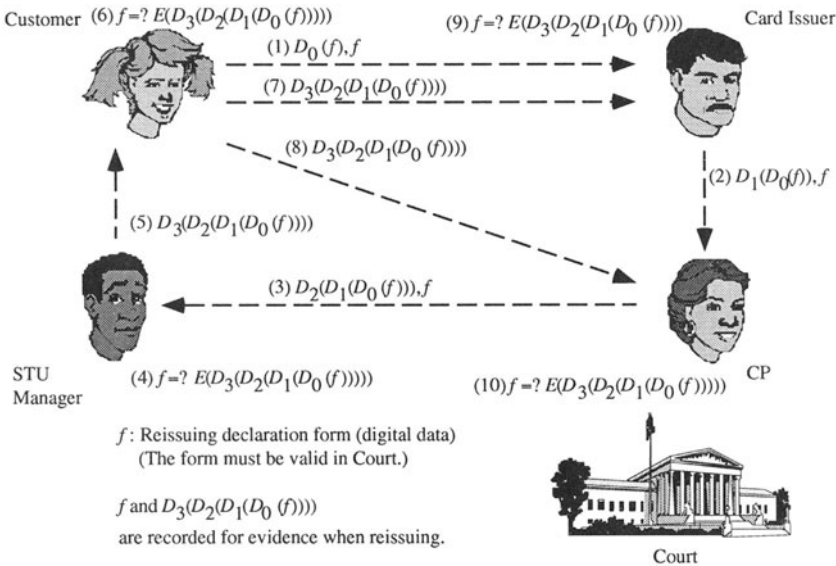 Customer
(6) f =? E(D₃(D₂(D₁(D₀ (f)))))
(9) f =? E(D₃(D₂(D₁(D₀ (f)))))
Card Issuer
(1) D₀ (f), f
(7) D₃(D₂(D₁(D₀ (f))))
(8) D₃(D₂(D₁(D₀ (f))))
(2) D₁(D₀(f)), f
(5) D₃(D₂(D₁(D₀ (f))))
(3) D₂(D₁(D₀ (f))), f
STU
Manager
(4) f =? E(D₃(D₂(D₁(D₀ (f)))))
(10) f =? E(D₃(D₂(D₁(D₀ (f)))))
CP
f : Reissuing declaration form (digital data)
(The form must be valid in Court.)
f and D₃(D₂(D₁(D₀ (f))))
are recorded for evidence when reissuing.
Court